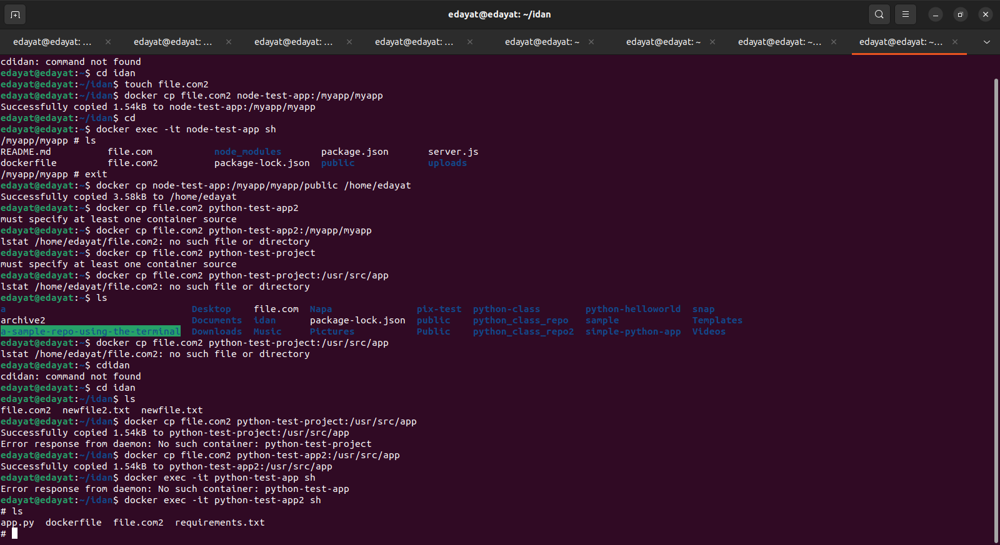 edayat@edayat: ~/idan
edayat@edayat: ... × edayat@edayat: ... × edayat@edayat: ... × edayat@edayat: ... × edayat@edayat: ~ × edayat@edayat: ~ × edayat@edayat: ~... × edayat@edayat: ~... ×
cdidan: command not found
edayat@edayat:~$ cd idan
edayat@edayat:~/idan$ touch file.com2
edayat@edayat:~/idan$ docker cp file.com2 node-test-app:/myapp/myapp
Successfully copied 1.54kB to node-test-app:/myapp/myapp
edayat@edayat:~/idan$ cd
edayat@edayat:~$ docker exec -it node-test-app sh
/myapp/myapp # ls
README.md file.com node_modules package.json server.js
dockerfile file.com2 package-lock.json public uploads
/myapp/myapp # exit
edayat@edayat:~$ docker cp node-test-app:/myapp/myapp/public /home/edayat
Successfully copied 3.58kB to /home/edayat
edayat@edayat:~$ docker cp file.com2 python-test-app2
must specify at least one container source
edayat@edayat:~$ docker cp file.com2 python-test-app2:/myapp/myapp
lstat /home/edayat/file.com2: no such file or directory
edayat@edayat:~$ docker cp file.com2 python-test-project
must specify at least one container source
edayat@edayat:~$ docker cp file.com2 python-test-project:/usr/src/app
lstat /home/edayat/file.com2: no such file or directory
edayat@edayat:~$ ls
a Desktop file.com Napa pix-test python-class python-helloworld snap
archive2 Documents idan package-lock.json public python_class_repo sample Templates
a-sample-repo-using-the-terminal Downloads Music Pictures Public python_class_repo2 simple-python-app Videos
edayat@edayat:~$ docker cp file.com2 python-test-project:/usr/src/app
lstat /home/edayat/file.com2: no such file or directory
edayat@edayat:~$ cdidan
cdidan: command not found
edayat@edayat:~$ cd idan
edayat@edayat:~/idan$ ls
file.com2 newfile2.txt newfile.txt
edayat@edayat:~/idan$ docker cp file.com2 python-test-project:/usr/src/app
Successfully copied 1.54kB to python-test-project:/usr/src/app
Error response from daemon: No such container: python-test-project
edayat@edayat:~/idan$ docker cp file.com2 python-test-app2:/usr/src/app
Successfully copied 1.54kB to python-test-app2:/usr/src/app
edayat@edayat:~/idan$ docker exec -it python-test-app sh
Error response from daemon: No such container: python-test-app
edayat@edayat:~/idan$ docker exec -it python-test-app2 sh
# ls
app.py dockerfile file.com2 requirements.txt
#